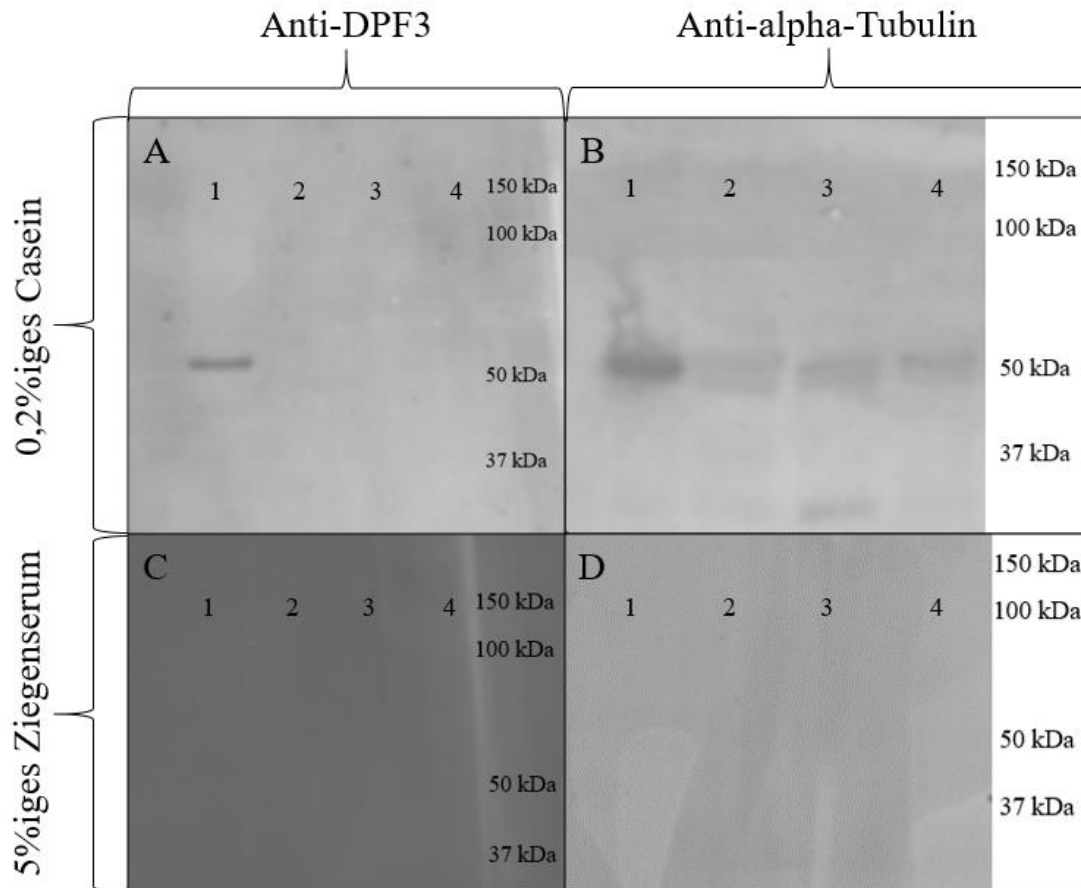 Anti-DPF3
Anti-alpha-Tubulin
0,2%iges Casein
A
1 2 3 4
150 kDa
100 kDa
50 kDa
37 kDa
B
1 2 3 4
150 kDa
100 kDa
50 kDa
37 kDa
5%iges Ziegenserum
C
1 2 3 4
150 kDa
100 kDa
50 kDa
37 kDa
D
1 2 3 4
150 kDa
100 kDa
50 kDa
37 kDa